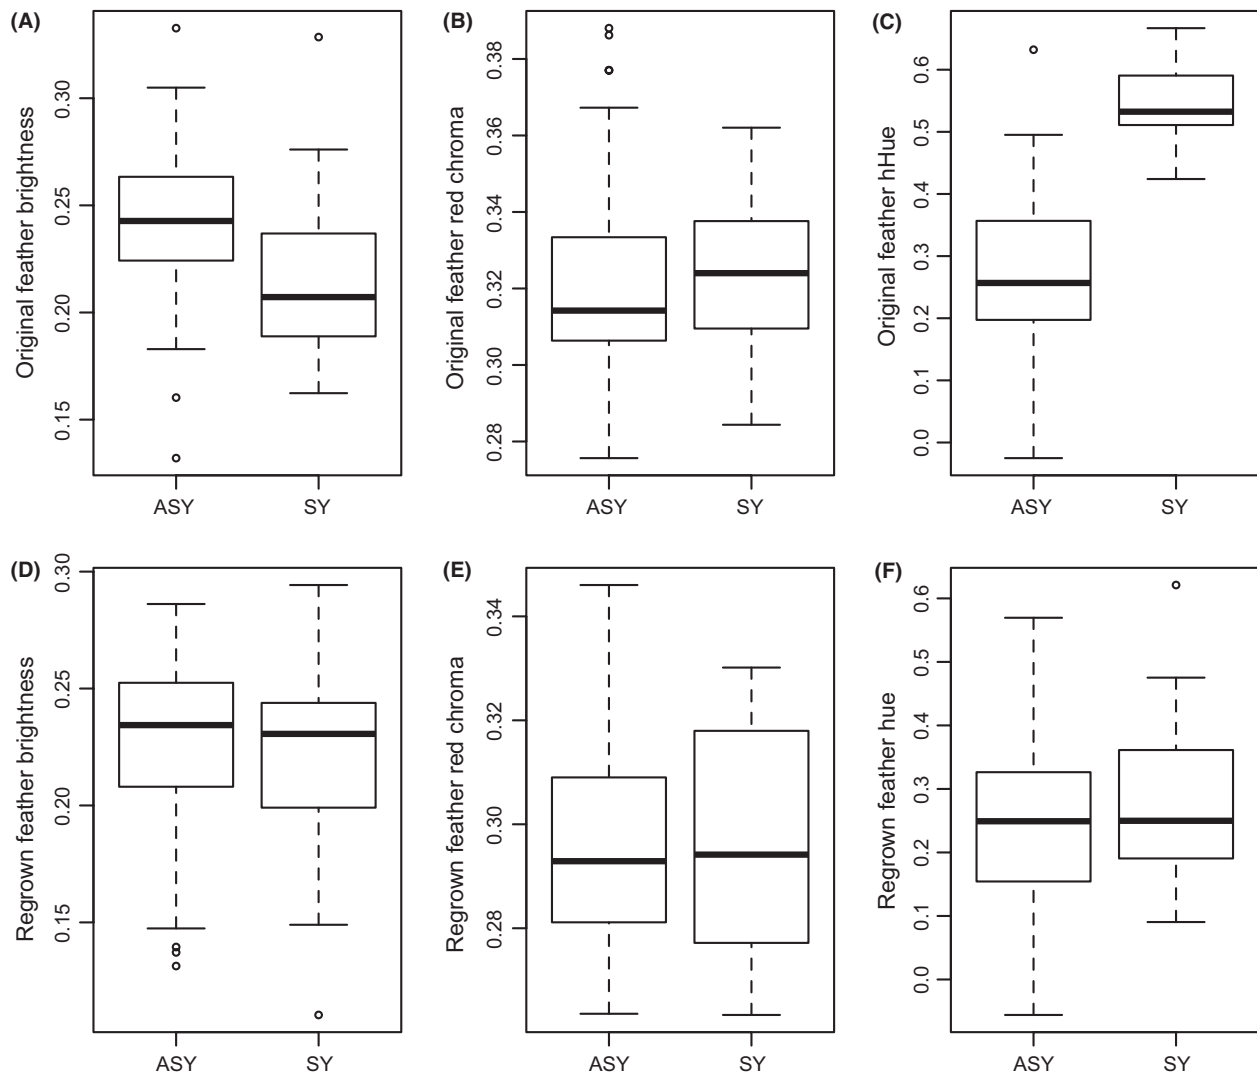 (A)
Original feather brightness
0.30
0.25
0.20
0.15
ASY SY
(B)
Original feather red chroma
0.38
0.36
0.34
0.32
0.30
0.28
ASY SY
(C)
Original feather hHue
0.6
0.5
0.4
0.3
0.2
0.1
0.0
ASY SY
(D)
Regrown feather brightness
0.30
0.25
0.20
0.15
ASY SY
(E)
Regrown feather red chroma
0.34
0.32
0.30
0.28
ASY SY
(F)
Regrown feather hue
0.6
0.5
0.4
0.3
0.2
0.1
0.0
ASY SY